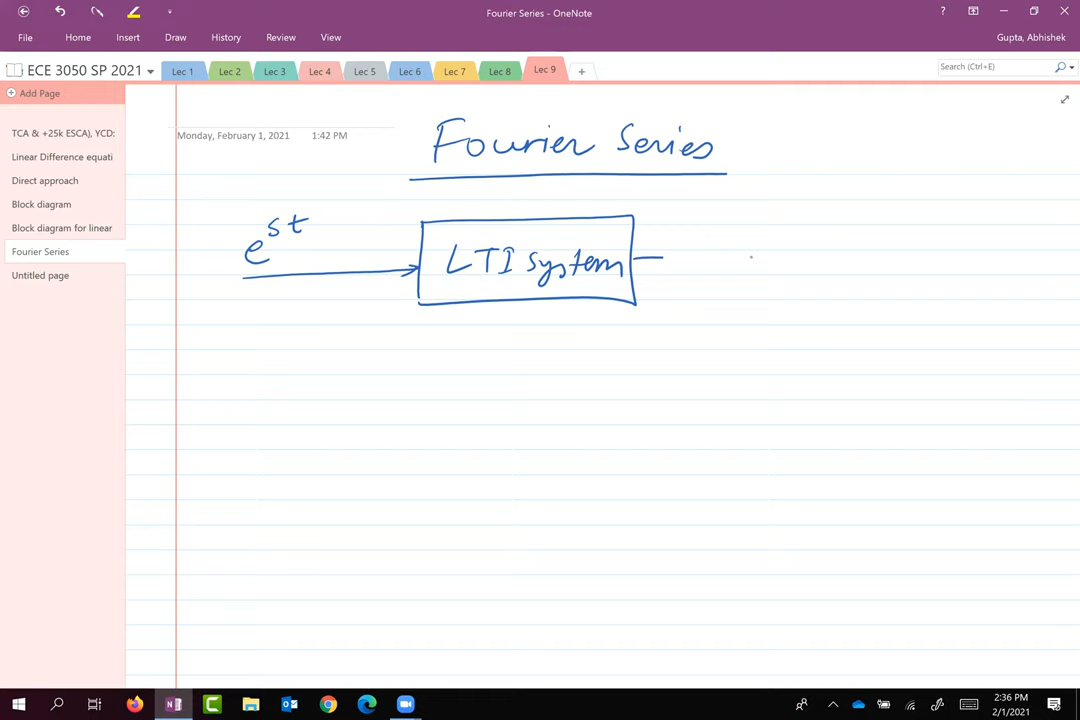 Fourier Series - OneNote
Gupta, Abhishek
File Home Insert Draw History Review View
ECE 3050 SP 2021
Lec 1 Lec 2 Lec 3 Lec 4 Lec 5 Lec 6 Lec 7 Lec 8 Lec 9 +
Search (Ctrl+E)
Add Page
TCA & +25k ESCA), YCD:
Linear Difference equati
Direct approach
Block diagram
Block diagram for linear
Fourier Series
Untitled page
Monday, February 1, 2021 1:42 PM
Fourier Series
e^st
LTI system
2:36 PM
2/1/2021